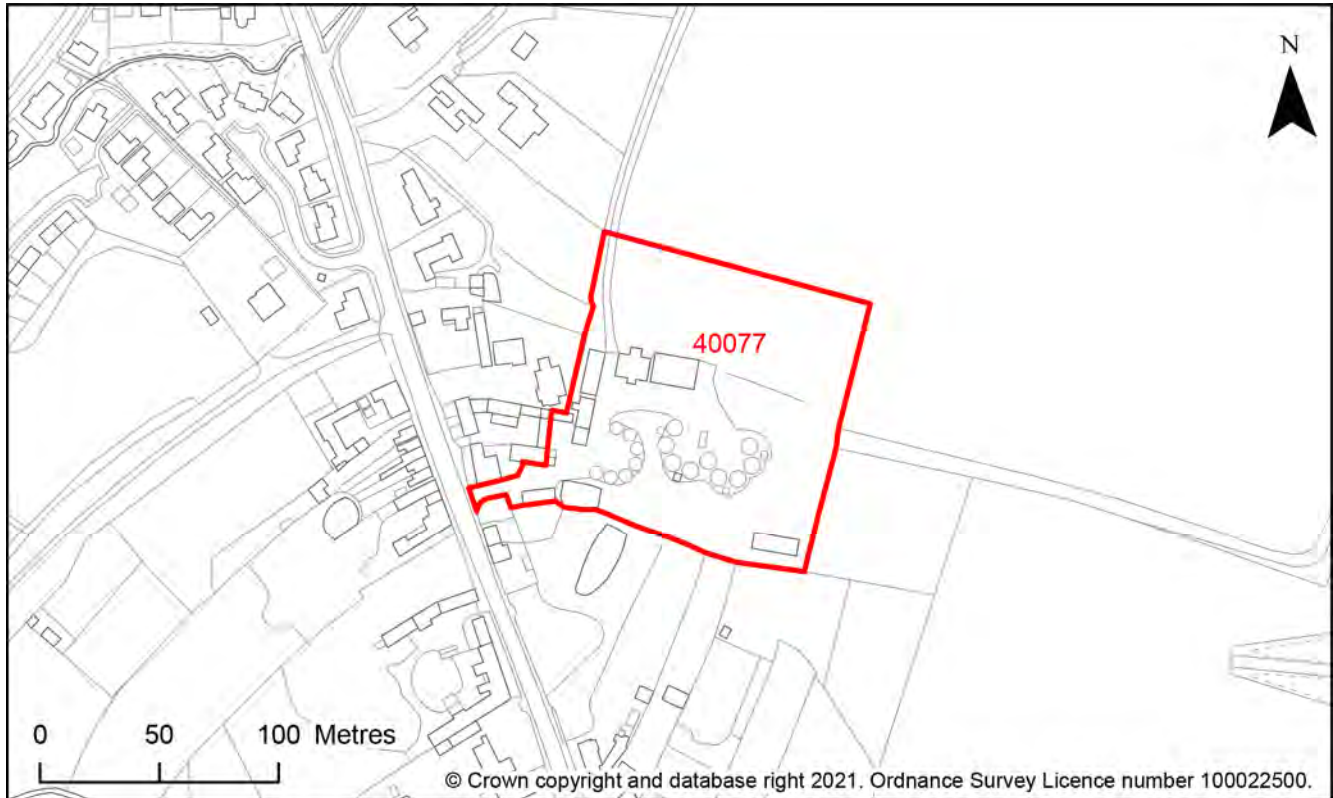 N
40077
0 50 100 Metres
© Crown copyright and database right 2021. Ordnance Survey Licence number 100022500.